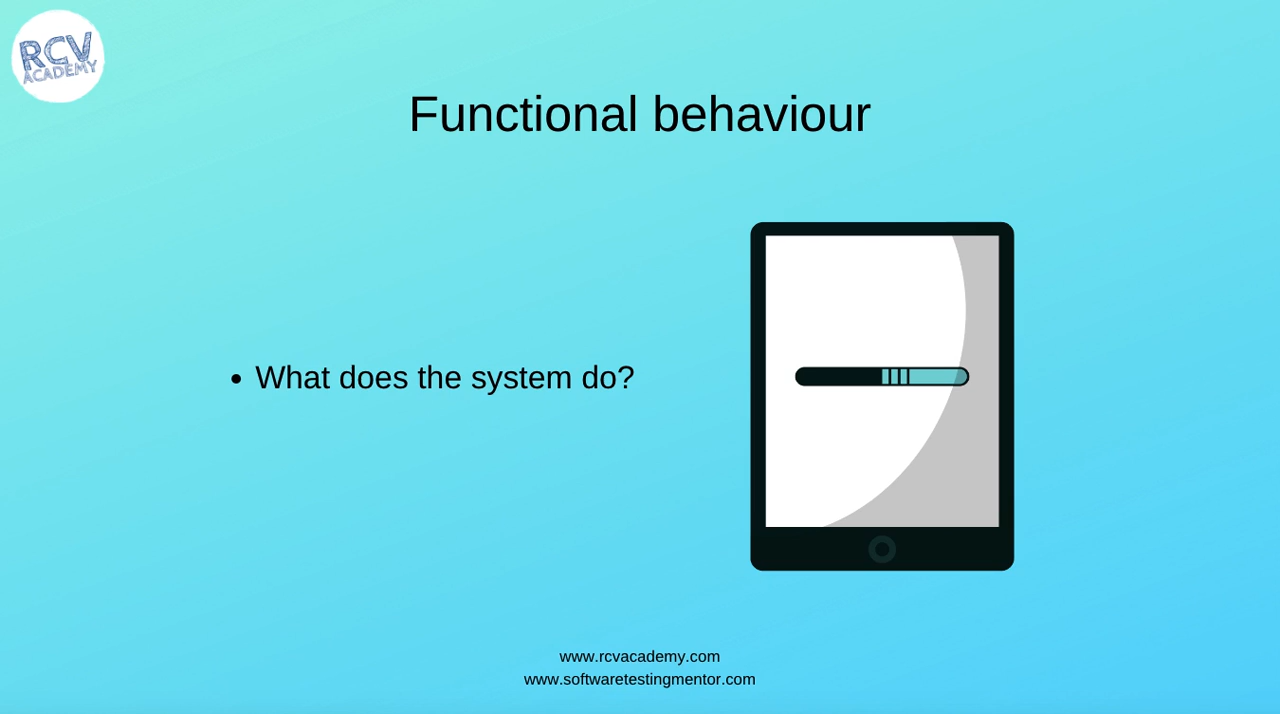 RCV
ACADEMY
Functional behaviour
• What does the system do?
www.rcvacademy.com
www.softwaretestingmentor.com